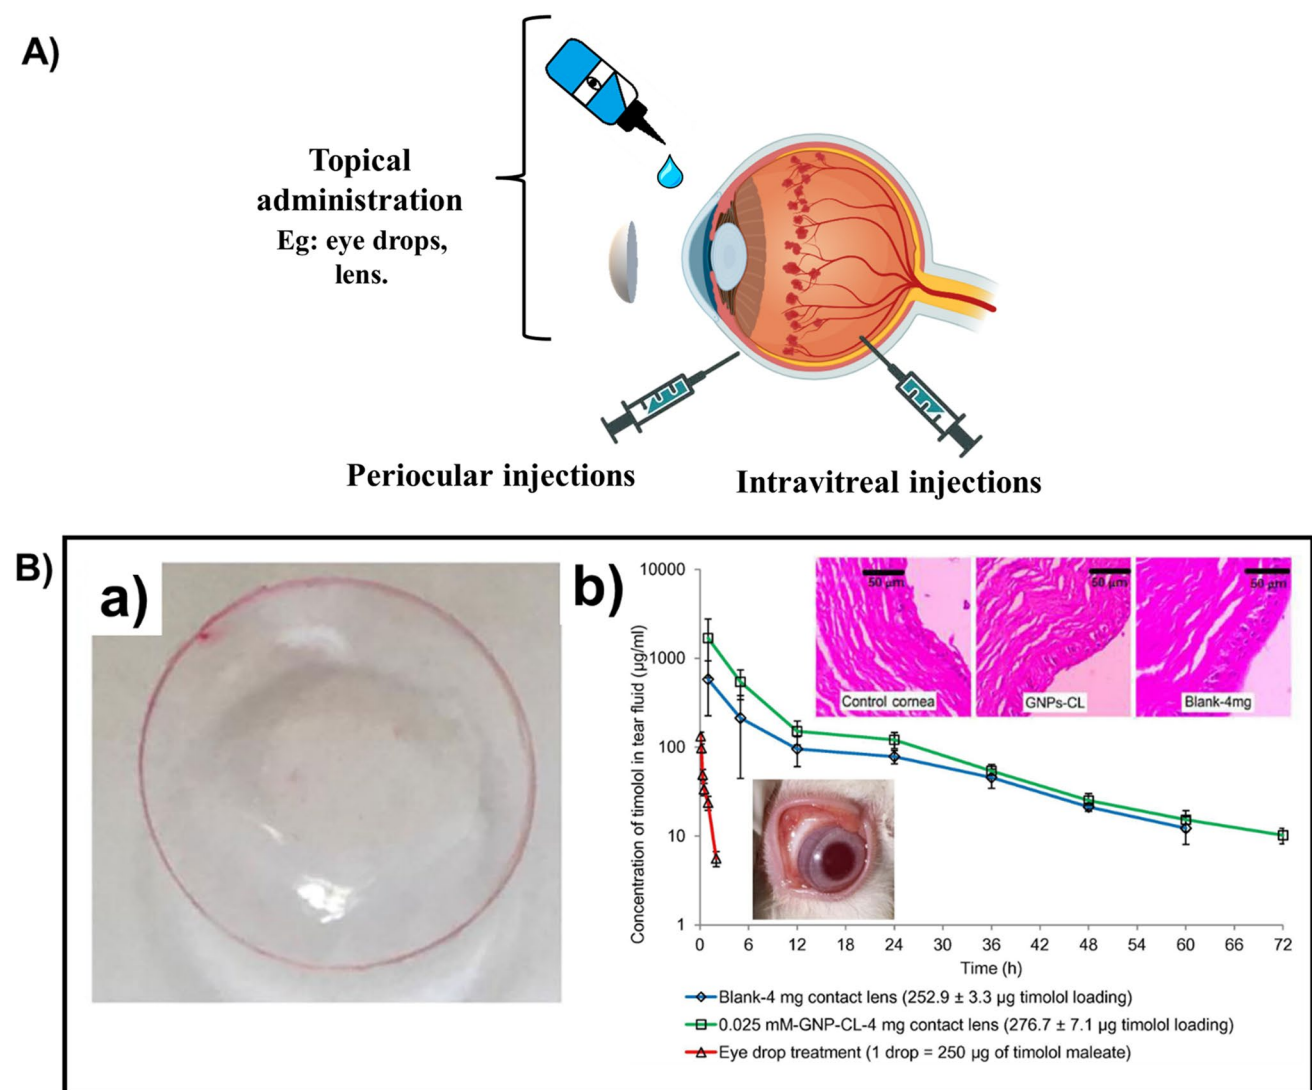 A)
Topical
administration
Eg: eye drops,
lens.
Periocular injections
Intravitreal injections
B)
a)
b)
Concentration of timolol in tear fluid (µg/ml)
10000
1000
100
10
1
50 µm
50 µm
50 µm
Control cornea
GNPs-CL
Blank-4mg
0 6 12 18 24 30 36 42 48 54 60 66 72
Time (h)
Blank-4 mg contact lens (252.9 ± 3.3 µg timolol loading)
0.025 mM-GNP-CL-4 mg contact lens (276.7 ± 7.1 µg timolol loading)
Eye drop treatment (1 drop = 250 µg of timolol maleate)